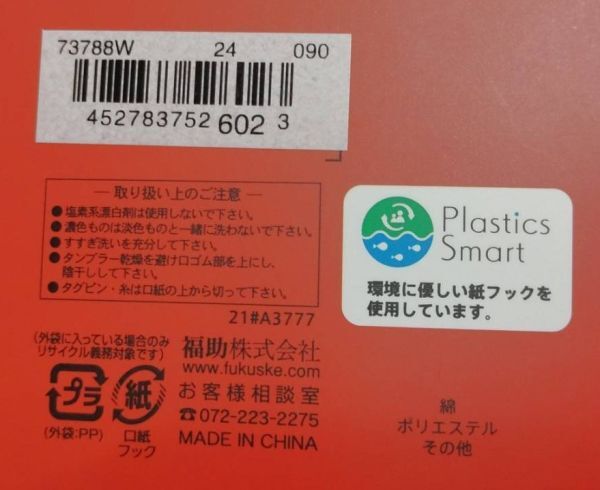 73788W 24 090
452783752 602 3
取り扱い上のご注意
●塩素系漂白剤は使用しないで下さい。
●濃色ものは淡色ものと一緒に洗わないで下さい。
●すすぎ洗いを充分して下さい。
●タンブラー乾燥を避け口ゴム部を上にし、
陰干しして下さい。
●タグピン・糸は口紙の上から切って下さい。
21#A3777
(外袋に入っている場合のみ
リサイクル義務対象です)
プラ
(外袋:PP)
紙
口紙
フック
福助株式会社
www.fukuske.com
お客様相談室
☎072-223-2275
MADE IN CHINA
Plastics
Smart
環境に優しい紙フックを
使用しています。
綿
ポリエステル
その他